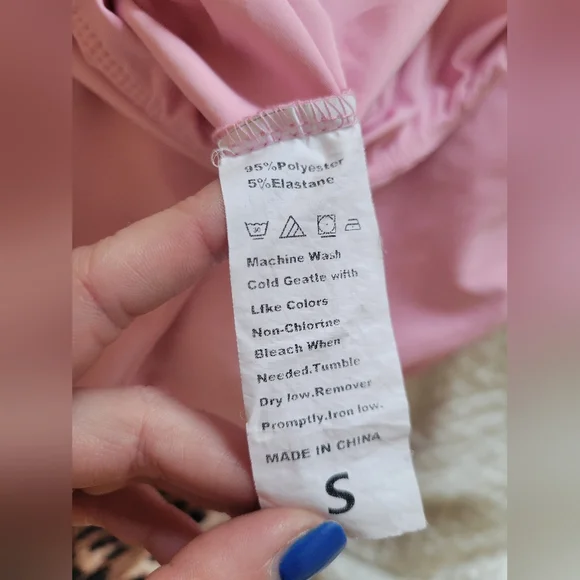 95%Polyester
5%Elastane
30
Machine Wash
Cold Geatle wifth
Lfke Colors
Non-Chlortne
Bleach When
Needed.Tumble
Dry low.Remover
Promptly.Iron low.
MADE IN CHINA
S